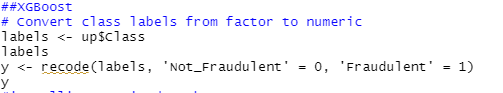 ##XGBoost
# Convert class labels from factor to numeric
labels <- up$Class
labels
y <- recode(labels, 'Not_Fraudulent' = 0, 'Fraudulent' = 1)
y